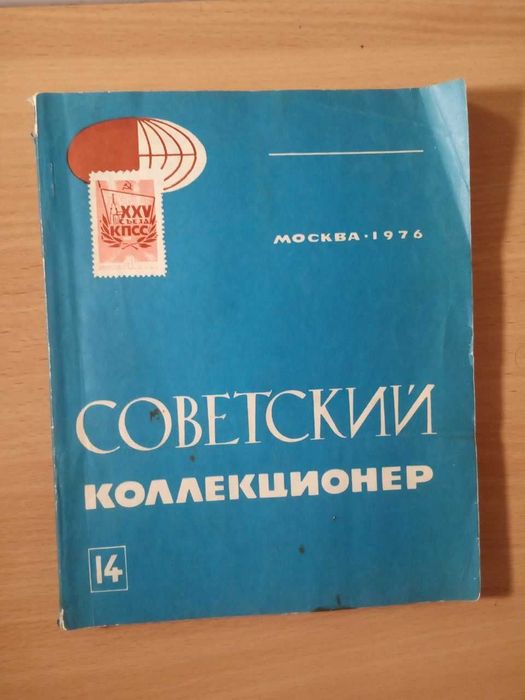 XXV
СЪЕЗД
КПСС
МОСКВА·1976
СОВЕТСКИЙ
КОЛЛЕКЦИОНЕР
14